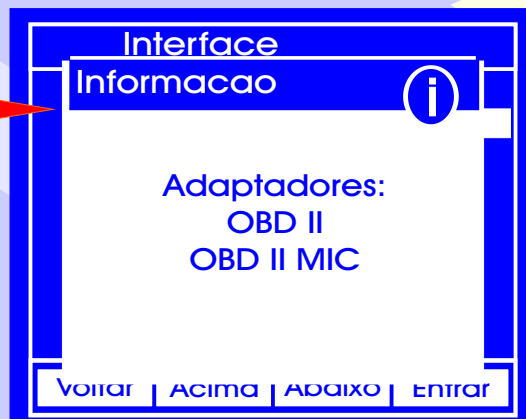 Interface
Informacao
i
Adaptadores:
OBD II
OBD II MIC
Voltar Acima Abaixo Entrar